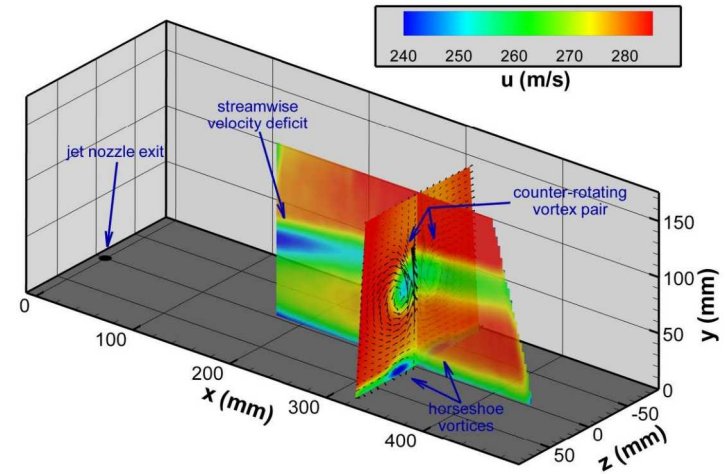 240 250 260 270 280
u (m/s)
streamwise
velocity deficit
jet nozzle exit
counter-rotating
vortex pair
150
100
50
0
y (mm)
0
100
200
300
400
x (mm)
horseshoe
vortices
-50
0
50
z (mm)